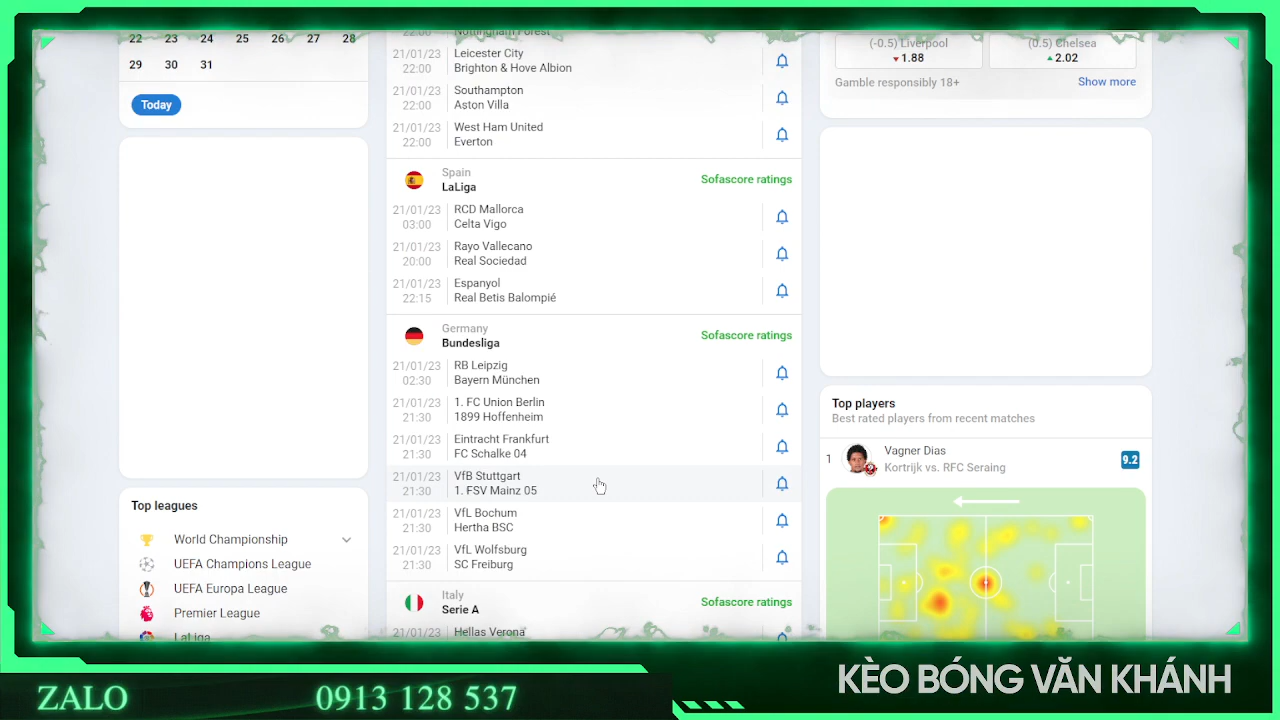 22 23 24 25 26 27 28
29 30 31
Today
Top leagues
World Championship
UEFA Champions League
UEFA Europa League
Premier League
LaLiga
22:00 Nottingham Forest
21/01/23 Leicester City
22:00 Brighton & Hove Albion
21/01/23 Southampton
22:00 Aston Villa
21/01/23 West Ham United
22:00 Everton
Spain
LaLiga
Sofascore ratings
21/01/23 RCD Mallorca
03:00 Celta Vigo
21/01/23 Rayo Vallecano
20:00 Real Sociedad
21/01/23 Espanyol
22:15 Real Betis Balompié
Germany
Bundesliga
Sofascore ratings
21/01/23 RB Leipzig
02:30 Bayern München
21/01/23 1. FC Union Berlin
21:30 1899 Hoffenheim
21/01/23 Eintracht Frankfurt
21:30 FC Schalke 04
21/01/23 VfB Stuttgart
21:30 1. FSV Mainz 05
21/01/23 VfL Bochum
21:30 Hertha BSC
21/01/23 VfL Wolfsburg
21:30 SC Freiburg
Italy
Serie A
Sofascore ratings
21/01/23 Hellas Verona
(-0.5) Liverpool (0.5) Chelsea
1.88 2.02
Gamble responsibly 18+ Show more
Top players
Best rated players from recent matches
1 Vagner Dias
Kortrijk vs. RFC Seraing
9.2
ZALO 0913 128 537
KÈO BÓNG VĂN KHÁNH